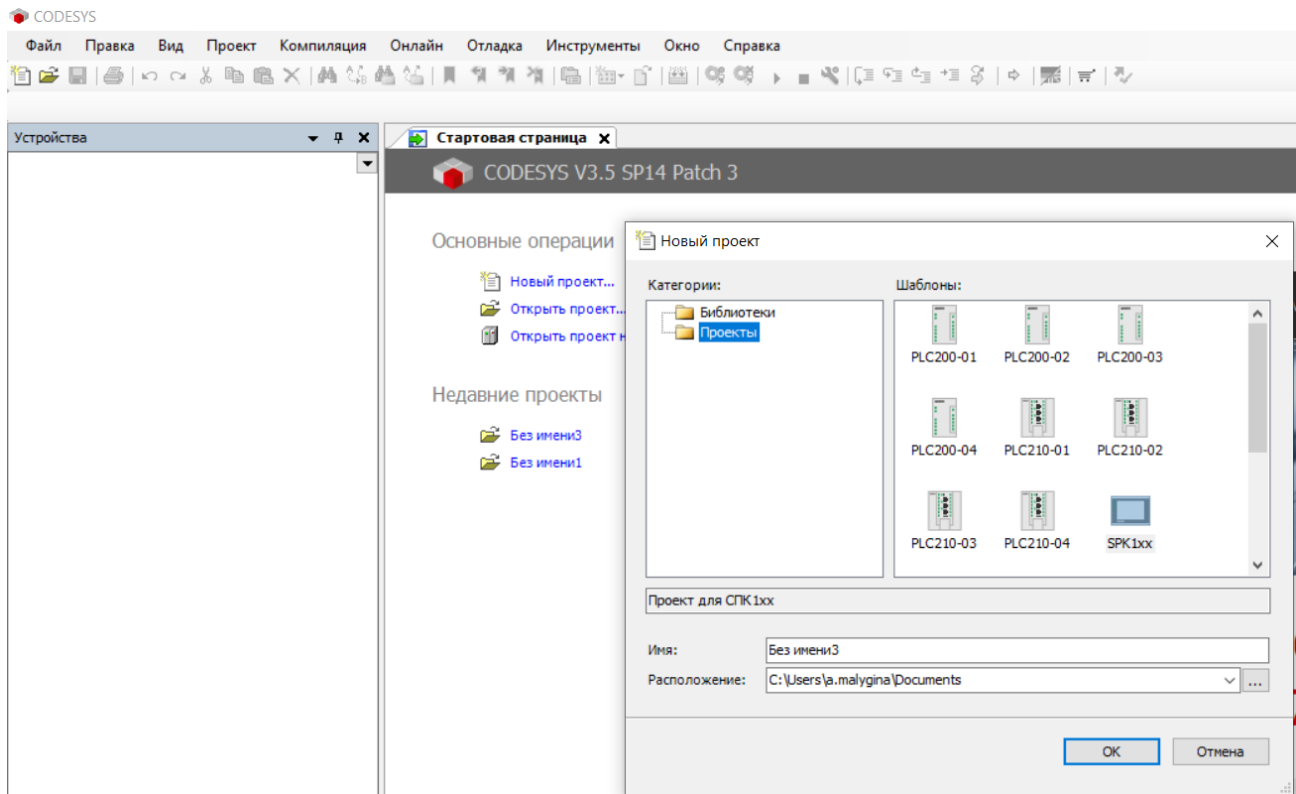 CODESYS
Файл Правка Вид Проект Компиляция Онлайн Отладка Инструменты Окно Справка
Устройства
Стартовая страница
CODESYS V3.5 SP14 Patch 3
Основные операции
Новый проект...
Открыть проект...
Открыть проект н
Недавние проекты
Без имени3
Без имени1
Новый проект
Категории:
Библиотеки
Проекты
Шаблоны:
PLC200-01 PLC200-02 PLC200-03
PLC200-04 PLC210-01 PLC210-02
PLC210-03 PLC210-04 SPK1xx
Проект для СПК1xx
Имя: Без имени3
Расположение: C:\Users\a.malygina\Documents ...
ОК Отмена